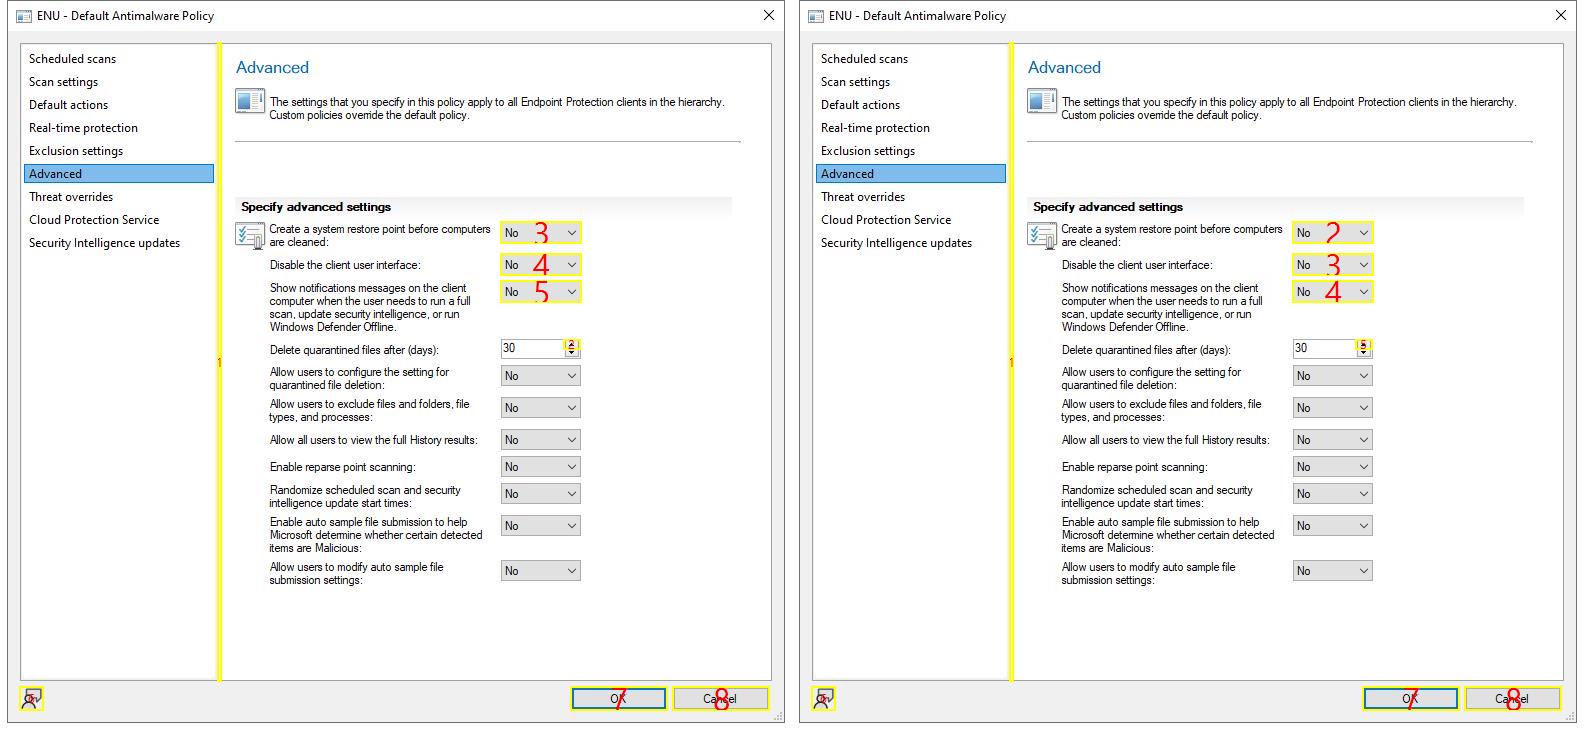 ENU - Default Antimalware Policy
Scheduled scans
Scan settings
Default actions
Real-time protection
Exclusion settings
Advanced
Threat overrides
Cloud Protection Service
Security Intelligence updates
1
Advanced
The settings that you specify in this policy apply to all Endpoint Protection clients in the hierarchy.
Custom policies override the default policy.
Specify advanced settings
Create a system restore point before computers
are cleaned:
No 3
Disable the client user interface:
No 4
Show notifications messages on the client
computer when the user needs to run a full
scan, update security intelligence, or run
Windows Defender Offline.
No 5
Delete quarantined files after (days):
30
Allow users to configure the setting for
quarantined file deletion:
No
Allow users to exclude files and folders, file
types, and processes:
No
Allow all users to view the full History results:
No
Enable reparse point scanning:
No
Randomize scheduled scan and security
intelligence update start times:
No
Enable auto sample file submission to help
Microsoft determine whether certain detected
items are Malicious:
No
Allow users to modify auto sample file
submission settings:
No
OK 7
Cancel 8
ENU - Default Antimalware Policy
Scheduled scans
Scan settings
Default actions
Real-time protection
Exclusion settings
Advanced
Threat overrides
Cloud Protection Service
Security Intelligence updates
1
Advanced
The settings that you specify in this policy apply to all Endpoint Protection clients in the hierarchy.
Custom policies override the default policy.
Specify advanced settings
Create a system restore point before computers
are cleaned:
No 2
Disable the client user interface:
No 3
Show notifications messages on the client
computer when the user needs to run a full
scan, update security intelligence, or run
Windows Defender Offline.
No 4
Delete quarantined files after (days):
30
Allow users to configure the setting for
quarantined file deletion:
No
Allow users to exclude files and folders, file
types, and processes:
No
Allow all users to view the full History results:
No
Enable reparse point scanning:
No
Randomize scheduled scan and security
intelligence update start times:
No
Enable auto sample file submission to help
Microsoft determine whether certain detected
items are Malicious:
No
Allow users to modify auto sample file
submission settings:
No
OK 7
Cancel 8